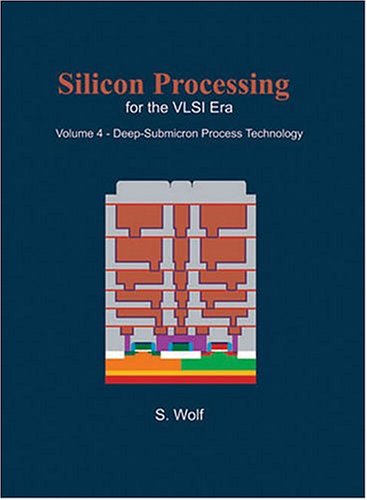 Silicon Processing
for the VLSI Era
Volume 4 - Deep-Submicron Process Technology
S. Wolf